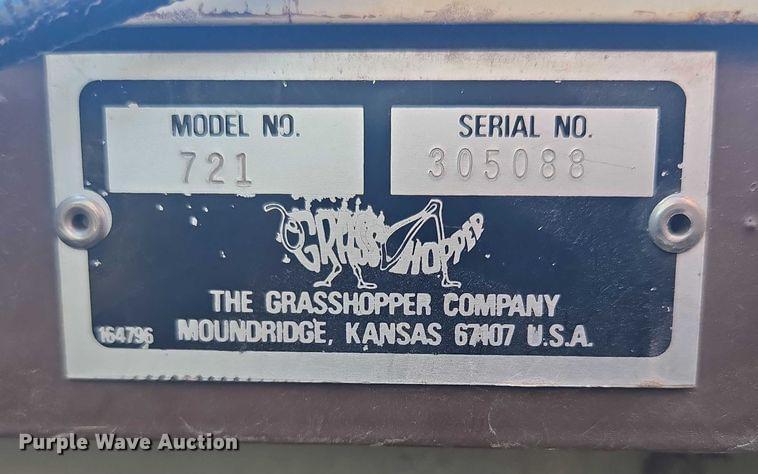 MODEL NO.
721
SERIAL NO.
305088
GRASSHOPPER
THE GRASSHOPPER COMPANY
164796 MOUNDRIDGE, KANSAS 67107 U.S.A.
Purple Wave Auction